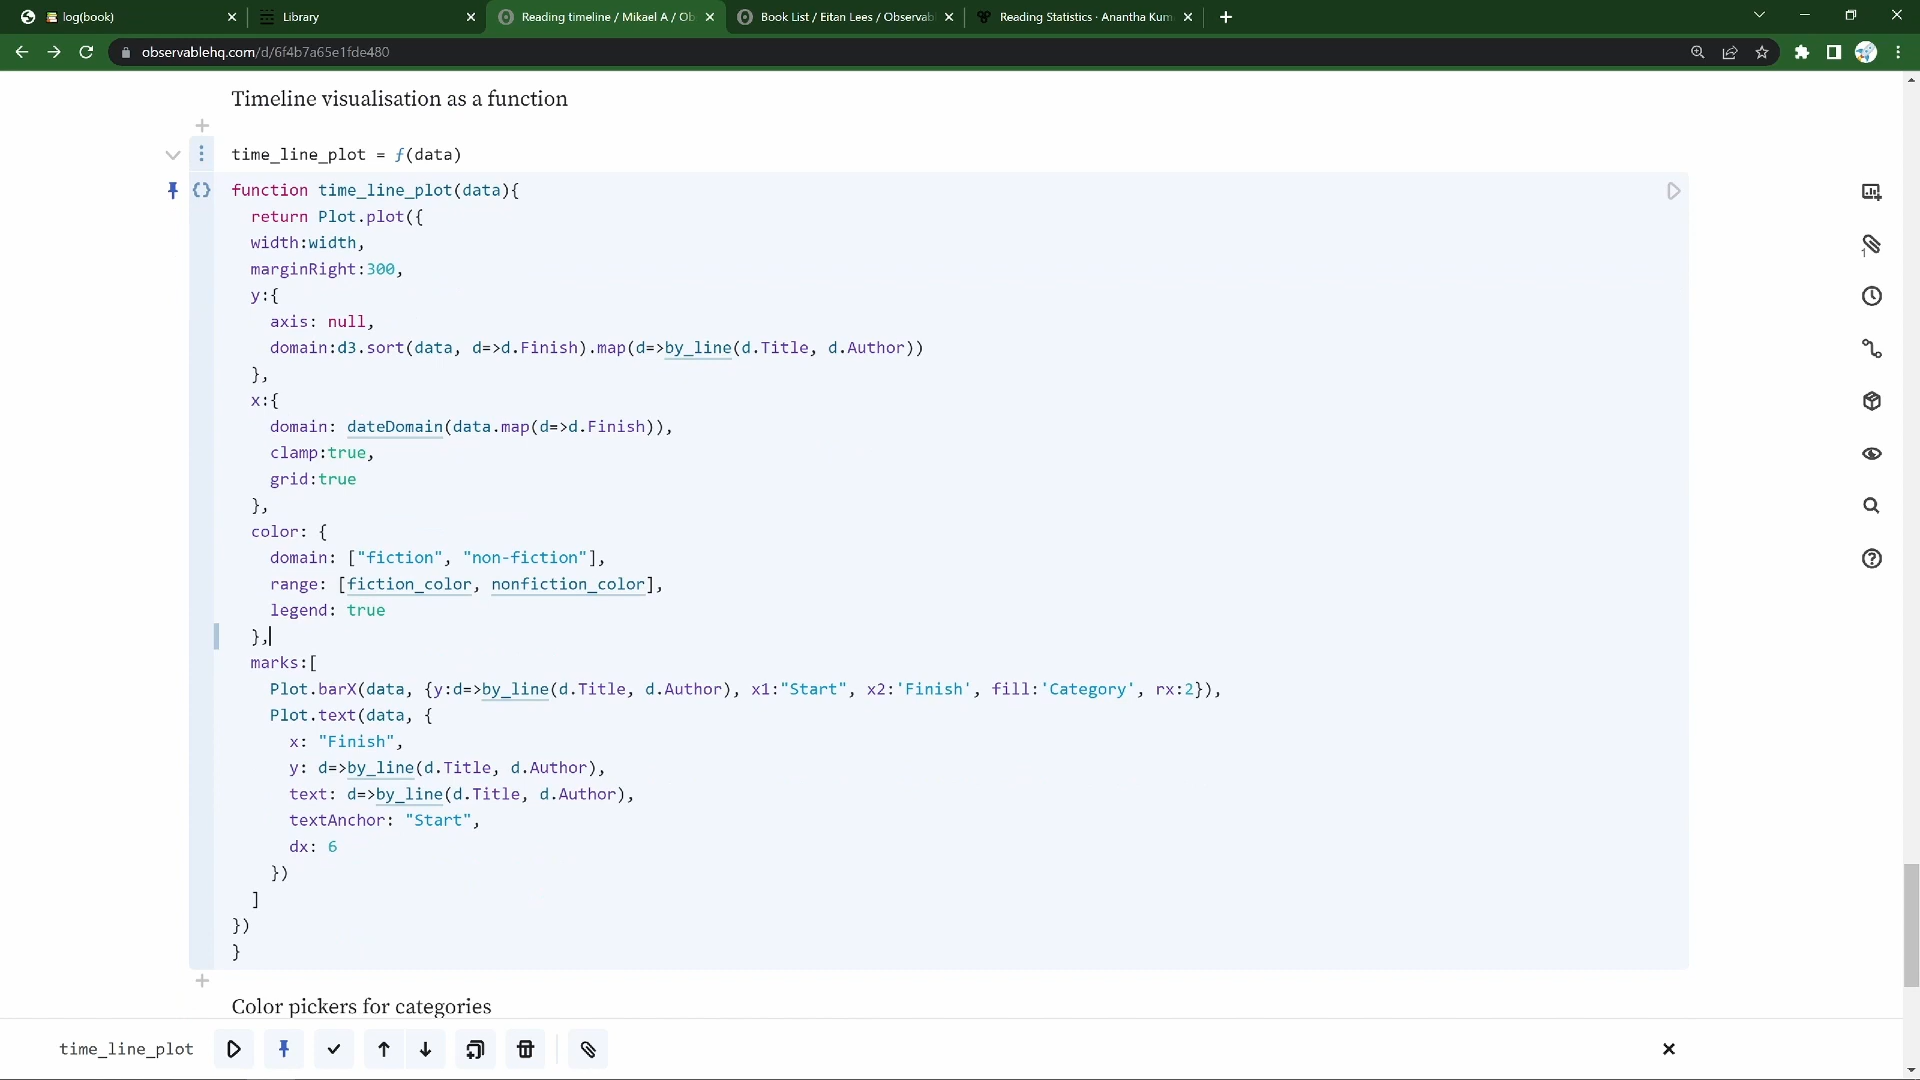 log(book)
Library
Reading timeline / Mikael A / Ob
Book List / Eitan Lees / Observab
Reading Statistics · Anantha Kum
observablehq.com/d/6f4b7a65e1fde480
Timeline visualisation as a function
time_line_plot = ƒ(data)
function time_line_plot(data){
return Plot.plot({
width:width,
marginRight:300,
y:{
axis: null,
domain:d3.sort(data, d=>d.Finish).map(d=>by_line(d.Title, d.Author))
},
x:{
domain: dateDomain(data.map(d=>d.Finish)),
clamp:true,
grid:true
},
color: {
domain: ["fiction", "non-fiction"],
range: [fiction_color, nonfiction_color],
legend: true
},
marks:[
Plot.barX(data, {y:d=>by_line(d.Title, d.Author), x1:"Start", x2:'Finish', fill:'Category', rx:2}),
Plot.text(data, {
x: "Finish",
y: d=>by_line(d.Title, d.Author),
text: d=>by_line(d.Title, d.Author),
textAnchor: "Start",
dx: 6
})
]
})
}
Color pickers for categories
time_line_plot